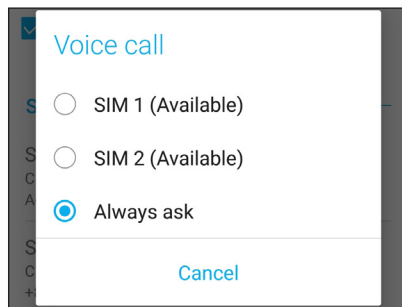 Voice call
SIM 1 (Available)
SIM 2 (Available)
Always ask
Cancel